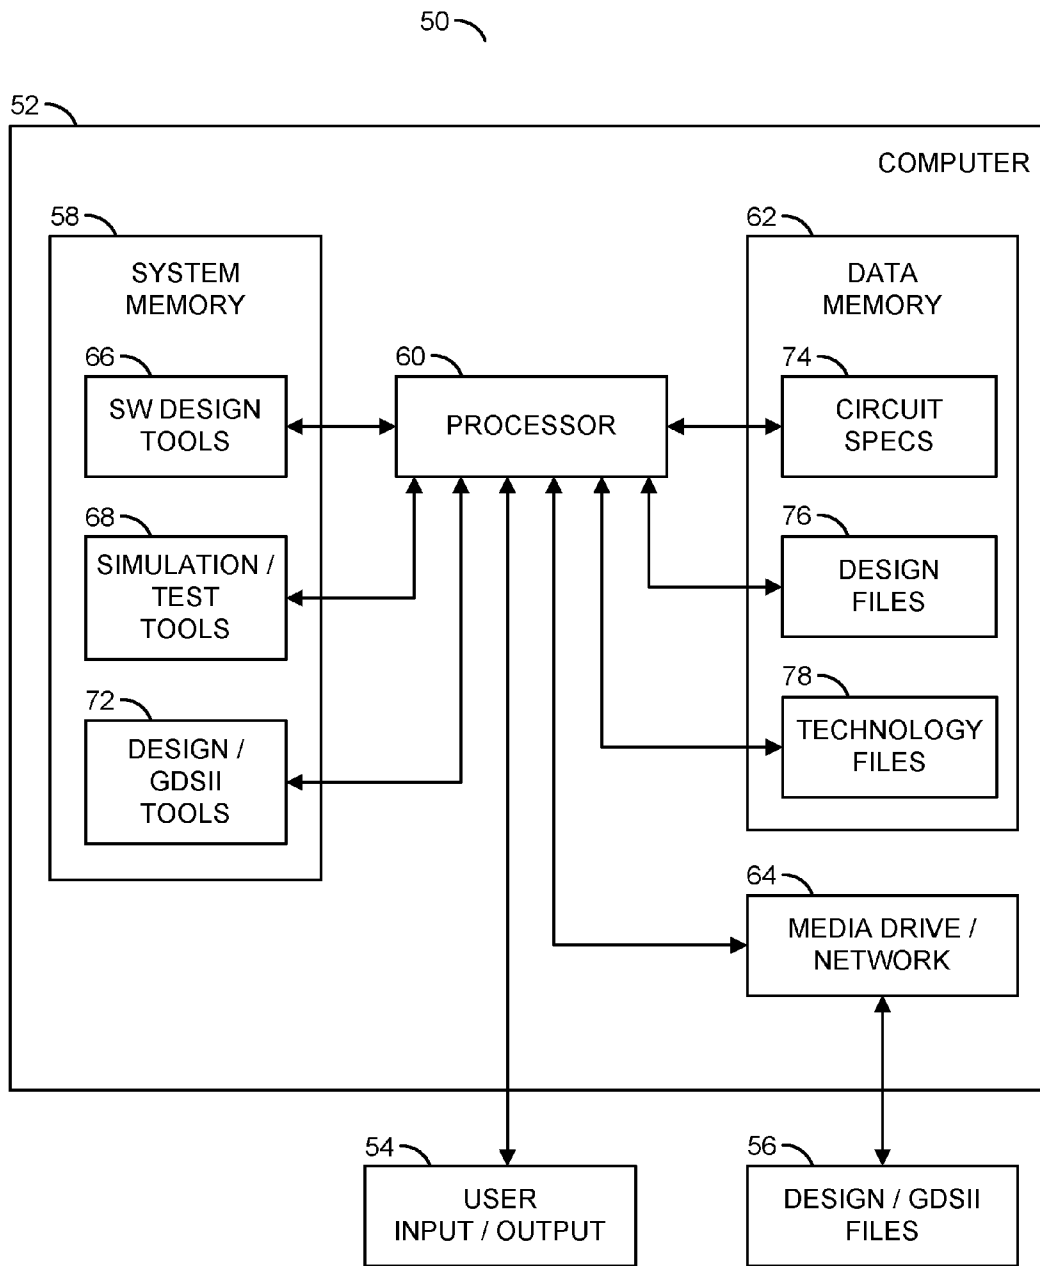 50
52
COMPUTER
58
SYSTEM
MEMORY
62
DATA
MEMORY
66
SW DESIGN
TOOLS
60
PROCESSOR
74
CIRCUIT
SPECS
68
SIMULATION /
TEST
TOOLS
76
DESIGN
FILES
72
DESIGN /
GDSII
TOOLS
78
TECHNOLOGY
FILES
64
MEDIA DRIVE /
NETWORK
54
USER
INPUT / OUTPUT
56
DESIGN / GDSII
FILES